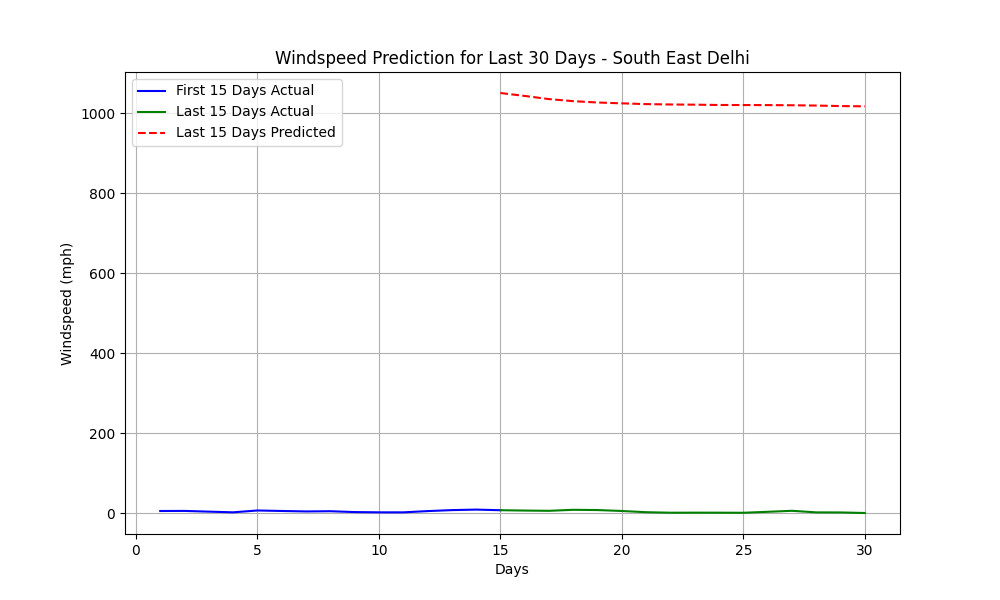 Windspeed Prediction for Last 30 Days - South East Delhi
First 15 Days Actual
Last 15 Days Actual
Last 15 Days Predicted
Windspeed (mph)
1000
800
600
400
200
0
0 5 10 15 20 25 30
Days